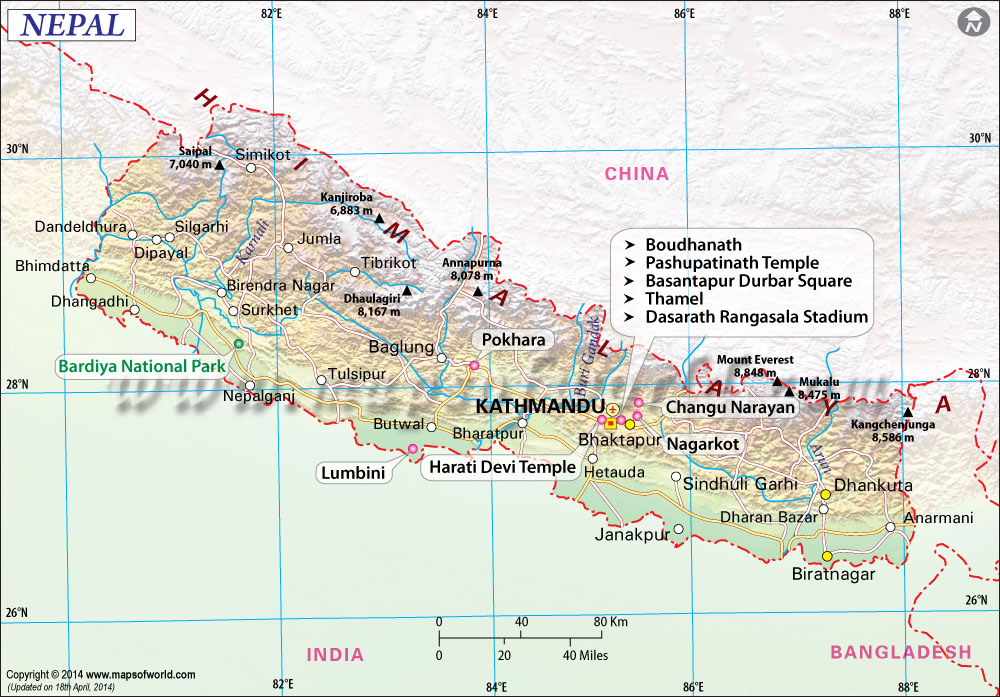 NEPAL
82°E
84°E
86°E
88°E
N
30°N
30°N
H
I
M
A
L
A
Y
A
CHINA
Saipal
7,040 m
Simikot
Kanjiroba
6,883 m
Dandeldhura
Silgarhi
Dipayal
Karnali
Jumla
Tibrikot
Annapurna
8,078 m
Bhimdatta
Birendra Nagar
Dhaulagiri
8,167 m
Dhangadhi
Surkhet
➤ Boudhanath
➤ Pashupatinath Temple
➤ Basantapur Durbar Square
➤ Thamel
➤ Dasarath Rangasala Stadium
Buri Gandak
Baglung
Pokhara
Bardiya National Park
Tulsipur
28°N
28°N
Mount Everest
8,848 m
Mukalu
8,475 m
Nepalganj
KATHMANDU
Changu Narayan
Kangchenjunga
8,586 m
Butwal
Bharatpur
Bhaktapur
Nagarkot
Arun
Lumbini
Harati Devi Temple
Hetauda
Sindhuli Garhi
Dhankuta
Dharan Bazar
Anarmani
Janakpur
Biratnagar
26°N
26°N
0 40 80 Km
0 20 40 Miles
INDIA
BANGLADESH
Copyright © 2014 www.mapsofworld.com
(Updated on 18th April, 2014)
82°E
84°E
86°E
88°E